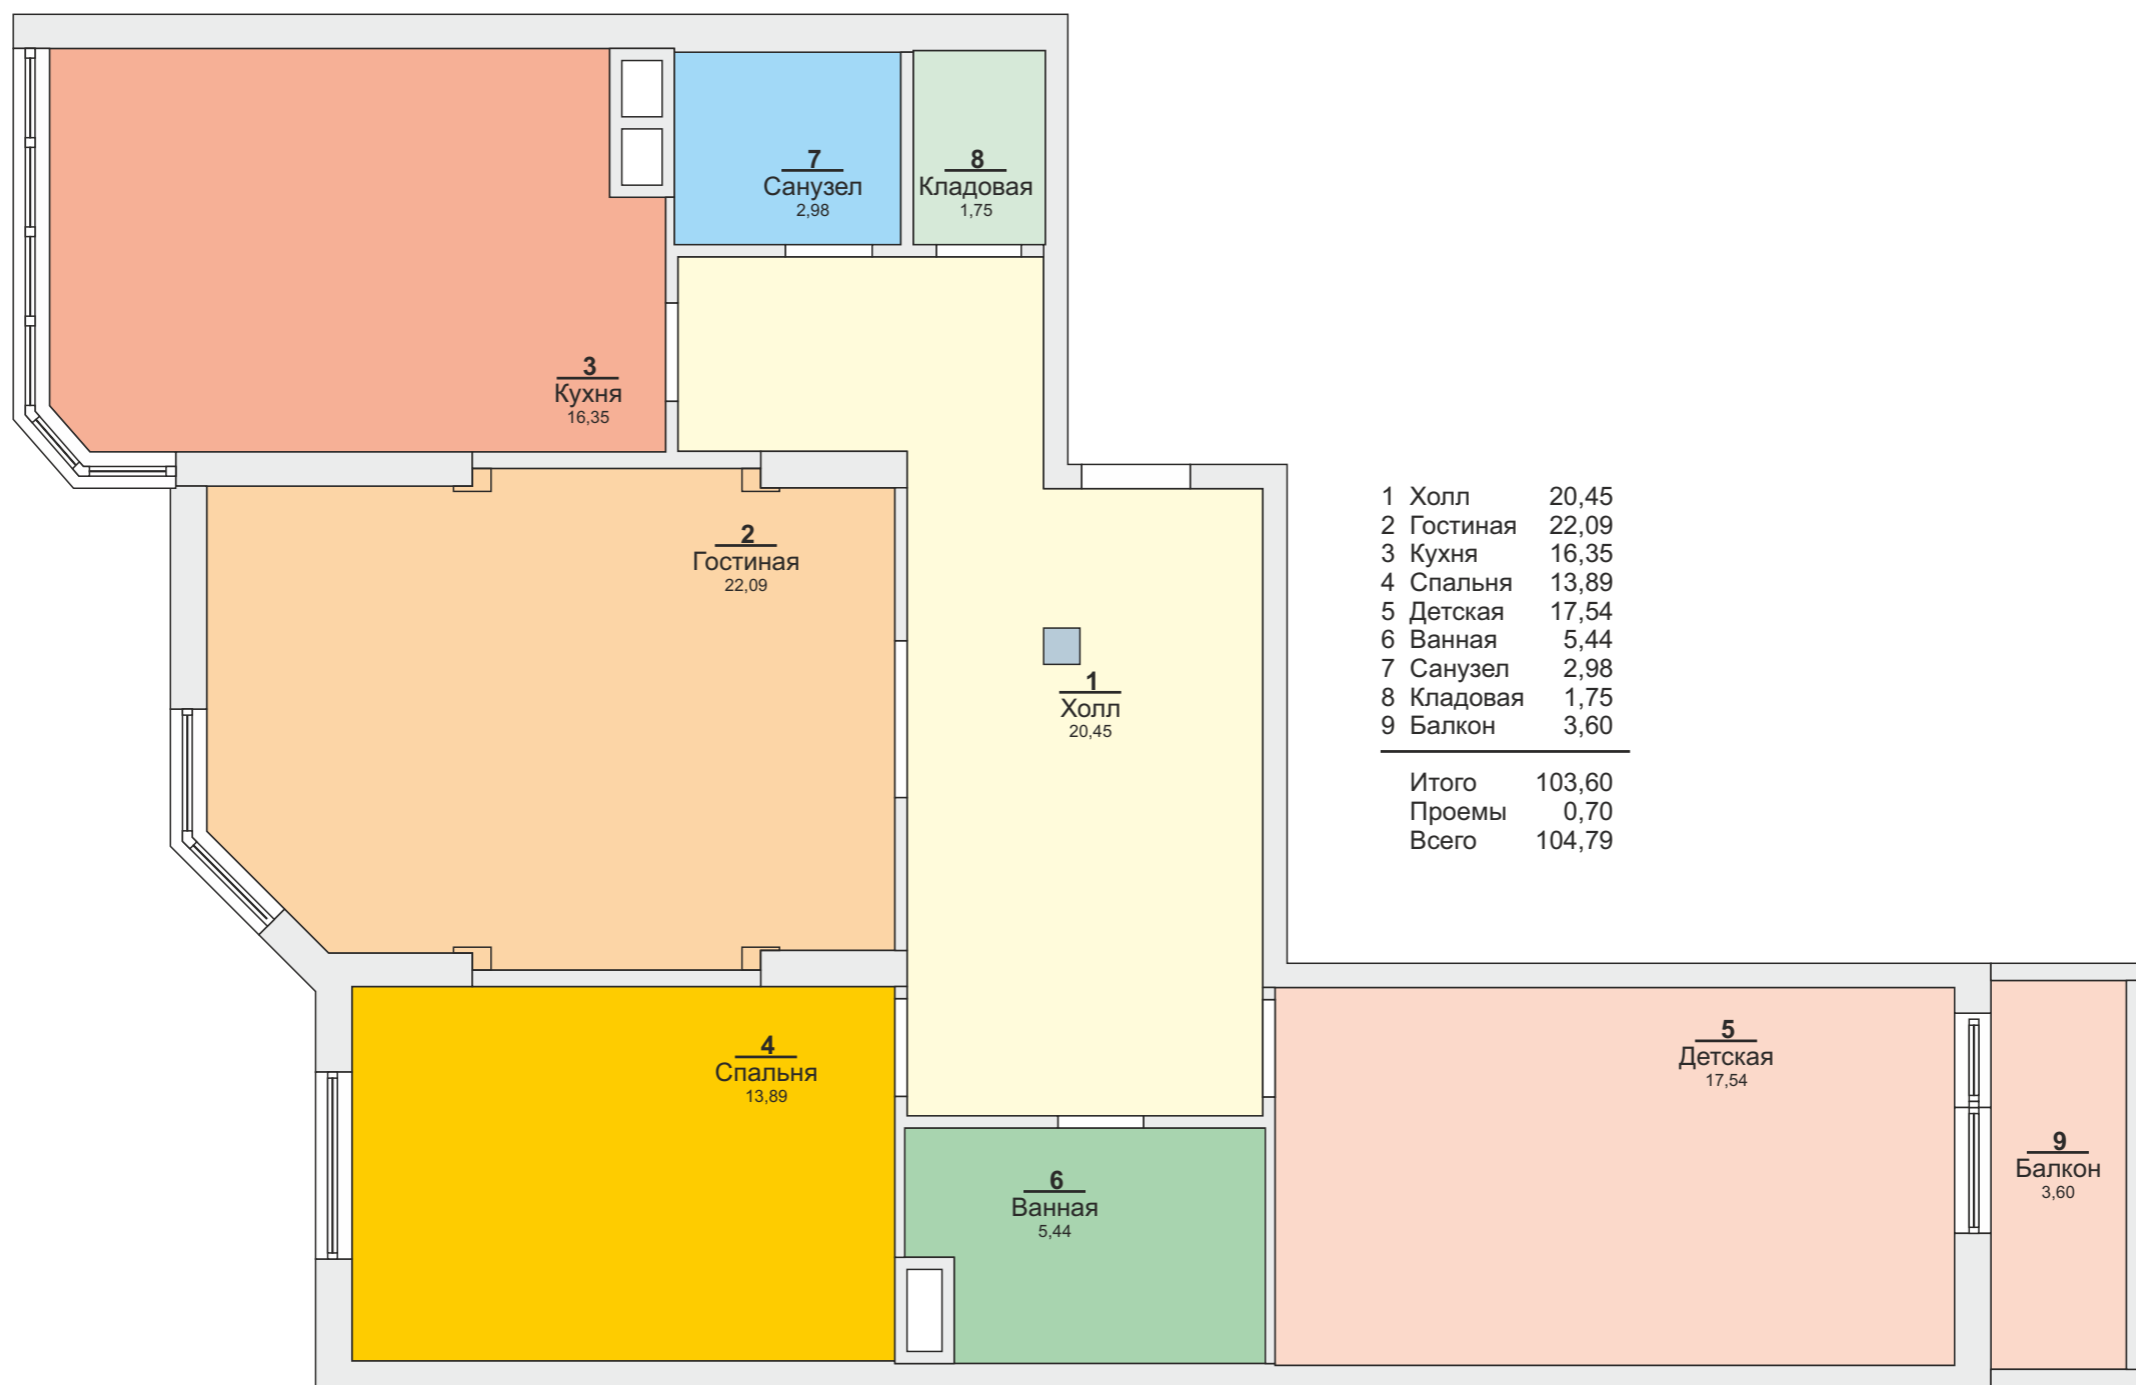 7
Санузел
2,98
8
Кладовая
1,75
3
Кухня
16,35
2
Гостиная
22,09
1
Холл
20,45
1 Холл 20,45
2 Гостиная 22,09
3 Кухня 16,35
4 Спальня 13,89
5 Детская 17,54
6 Ванная 5,44
7 Санузел 2,98
8 Кладовая 1,75
9 Балкон 3,60
Итого 103,60
Проемы 0,70
Всего 104,79
4
Спальня
13,89
5
Детская
17,54
6
Ванная
5,44
9
Балкон
3,60